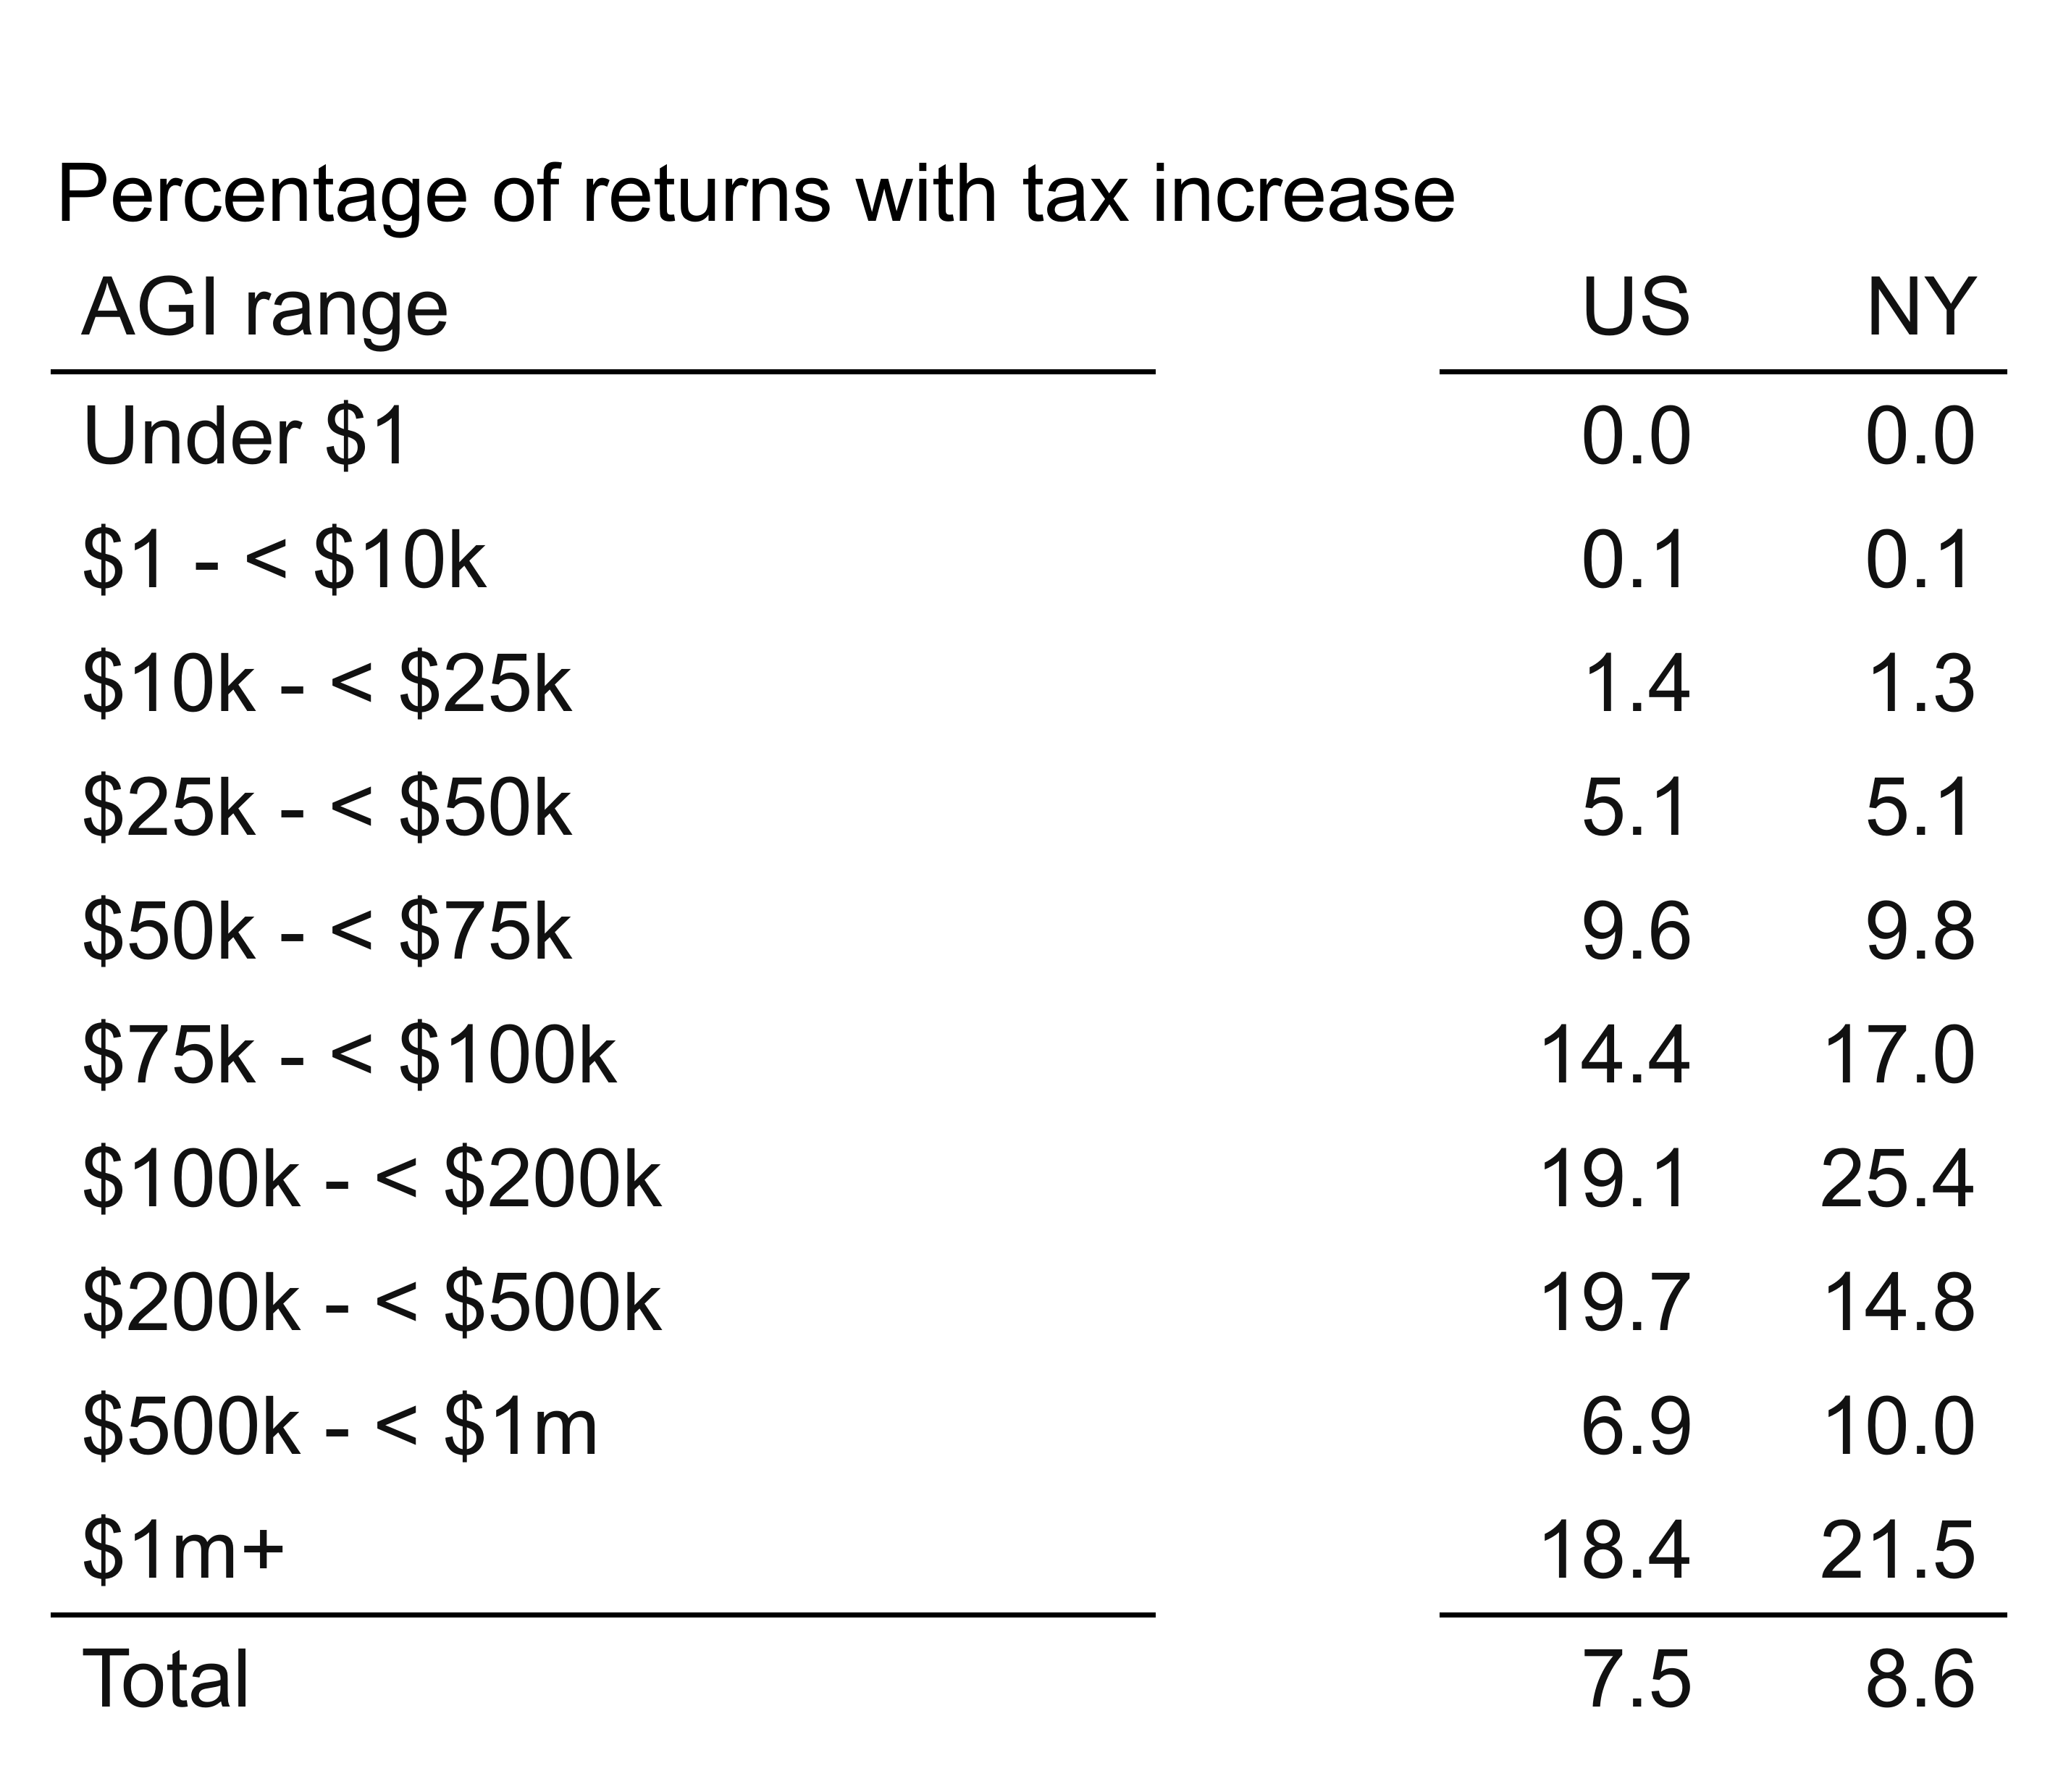 Percentage of returns with tax increase
AGI range US NY
Under $1 0.0 0.0
$1 - < $10k 0.1 0.1
$10k - < $25k 1.4 1.3
$25k - < $50k 5.1 5.1
$50k - < $75k 9.6 9.8
$75k - < $100k 14.4 17.0
$100k - < $200k 19.1 25.4
$200k - < $500k 19.7 14.8
$500k - < $1m 6.9 10.0
$1m+ 18.4 21.5
Total 7.5 8.6